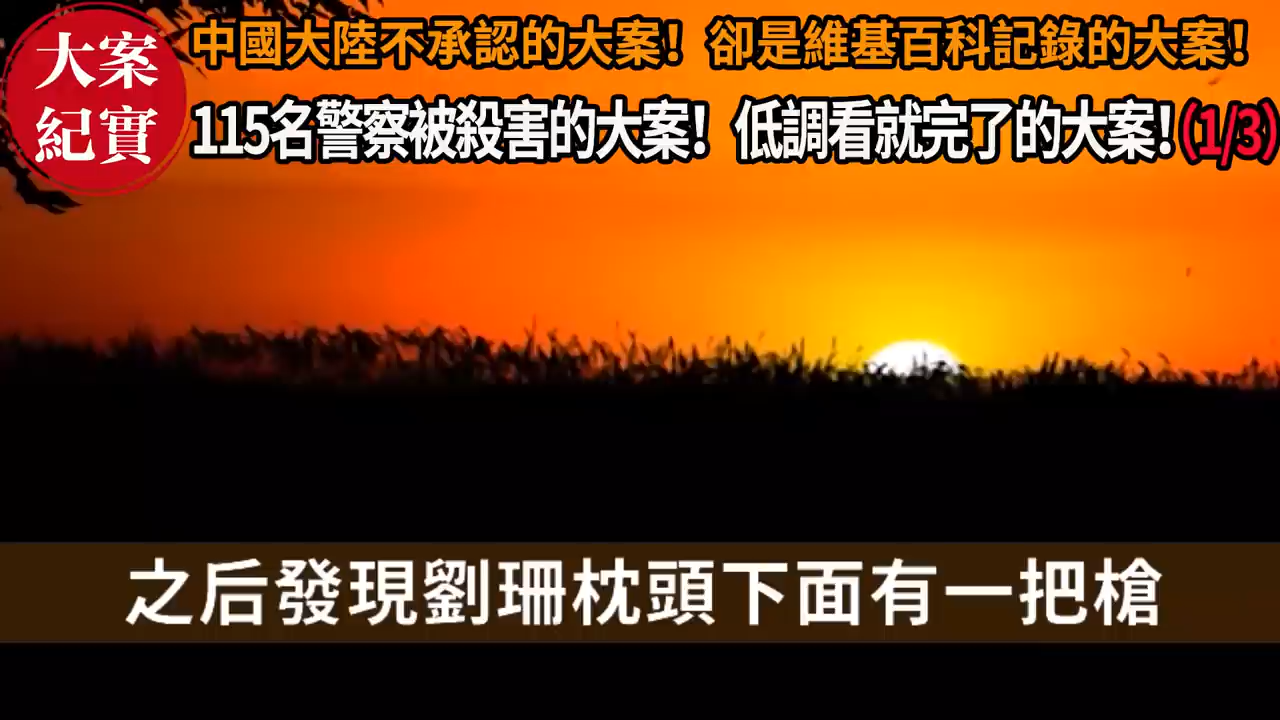 大案
紀實
中國大陸不承認的大案！卻是維基百科記錄的大案！
115名警察被殺害的大案！低調看就完了的大案！(1/3)
之后發現劉珊枕頭下面有一把槍